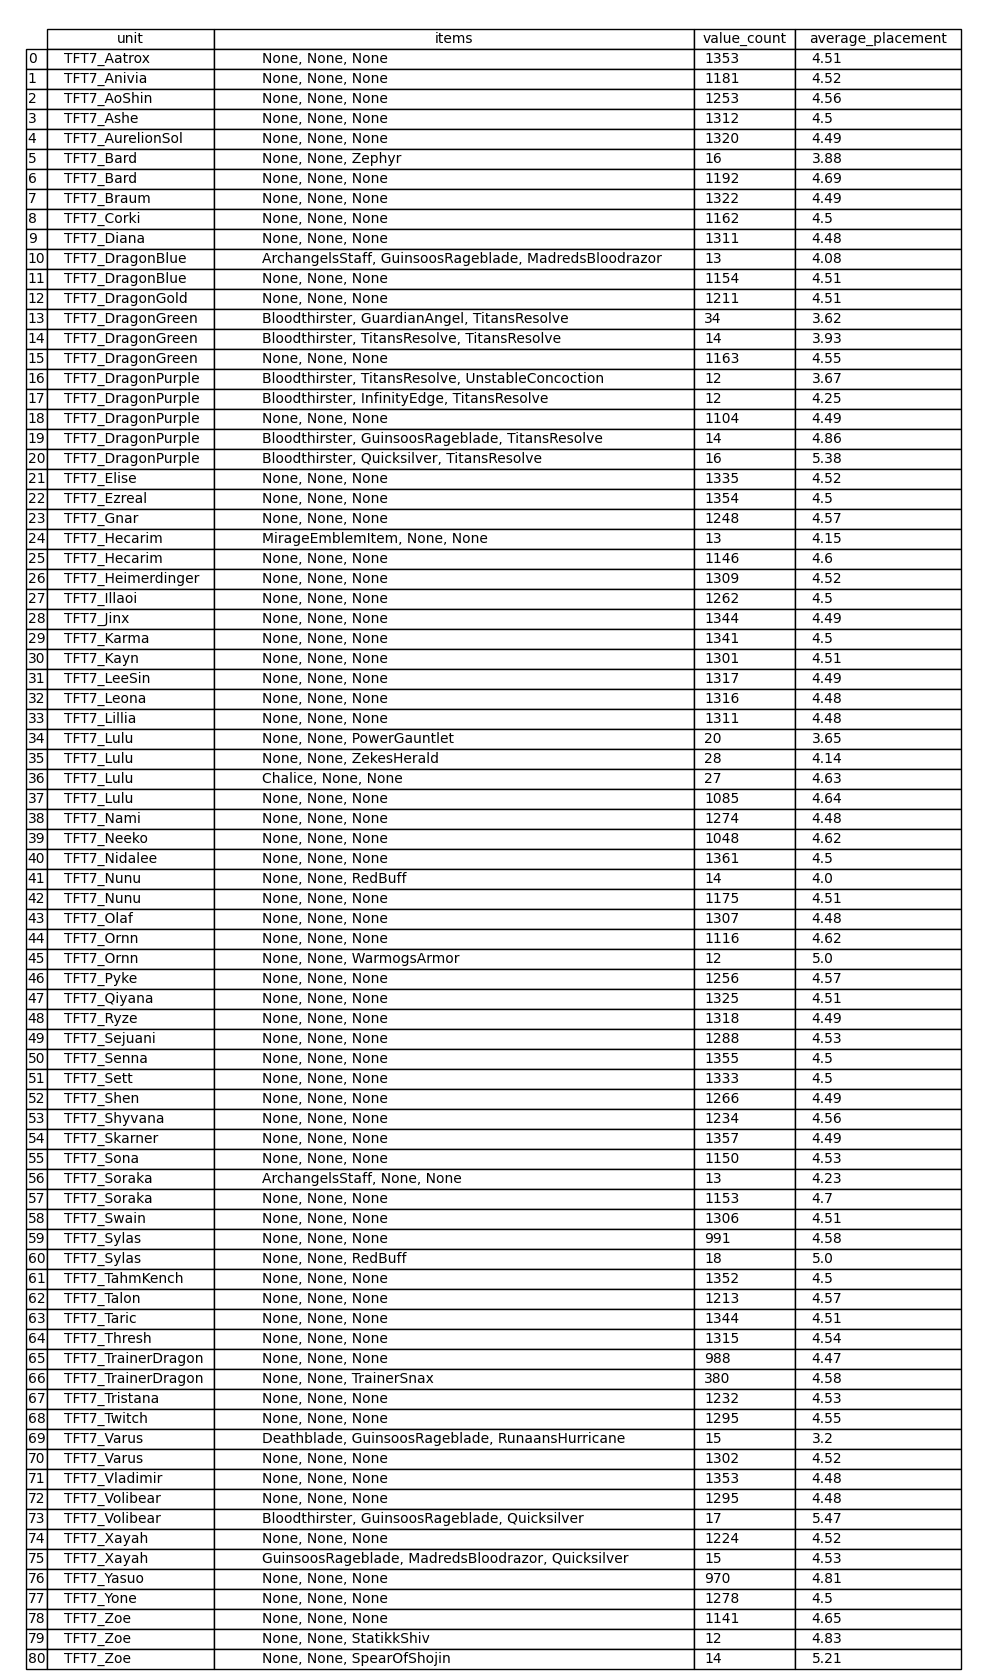 unit items value_count average_placement
0 TFT7_Aatrox None, None, None 1353 4.51
1 TFT7_Anivia None, None, None 1181 4.52
2 TFT7_AoShin None, None, None 1253 4.56
3 TFT7_Ashe None, None, None 1312 4.5
4 TFT7_AurelionSol None, None, None 1320 4.49
5 TFT7_Bard None, None, Zephyr 16 3.88
6 TFT7_Bard None, None, None 1192 4.69
7 TFT7_Braum None, None, None 1322 4.49
8 TFT7_Corki None, None, None 1162 4.5
9 TFT7_Diana None, None, None 1311 4.48
10 TFT7_DragonBlue ArchangelsStaff, GuinsoosRageblade, MadredsBloodrazor 13 4.08
11 TFT7_DragonBlue None, None, None 1154 4.51
12 TFT7_DragonGold None, None, None 1211 4.51
13 TFT7_DragonGreen Bloodthirster, GuardianAngel, TitansResolve 34 3.62
14 TFT7_DragonGreen Bloodthirster, TitansResolve, TitansResolve 14 3.93
15 TFT7_DragonGreen None, None, None 1163 4.55
16 TFT7_DragonPurple Bloodthirster, TitansResolve, UnstableConcoction 12 3.67
17 TFT7_DragonPurple Bloodthirster, InfinityEdge, TitansResolve 12 4.25
18 TFT7_DragonPurple None, None, None 1104 4.49
19 TFT7_DragonPurple Bloodthirster, GuinsoosRageblade, TitansResolve 14 4.86
20 TFT7_DragonPurple Bloodthirster, Quicksilver, TitansResolve 16 5.38
21 TFT7_Elise None, None, None 1335 4.52
22 TFT7_Ezreal None, None, None 1354 4.5
23 TFT7_Gnar None, None, None 1248 4.57
24 TFT7_Hecarim MirageEmblemItem, None, None 13 4.15
25 TFT7_Hecarim None, None, None 1146 4.6
26 TFT7_Heimerdinger None, None, None 1309 4.52
27 TFT7_Illaoi None, None, None 1262 4.5
28 TFT7_Jinx None, None, None 1344 4.49
29 TFT7_Karma None, None, None 1341 4.5
30 TFT7_Kayn None, None, None 1301 4.51
31 TFT7_LeeSin None, None, None 1317 4.49
32 TFT7_Leona None, None, None 1316 4.48
33 TFT7_Lillia None, None, None 1311 4.48
34 TFT7_Lulu None, None, PowerGauntlet 20 3.65
35 TFT7_Lulu None, None, ZekesHerald 28 4.14
36 TFT7_Lulu Chalice, None, None 27 4.63
37 TFT7_Lulu None, None, None 1085 4.64
38 TFT7_Nami None, None, None 1274 4.48
39 TFT7_Neeko None, None, None 1048 4.62
40 TFT7_Nidalee None, None, None 1361 4.5
41 TFT7_Nunu None, None, RedBuff 14 4.0
42 TFT7_Nunu None, None, None 1175 4.51
43 TFT7_Olaf None, None, None 1307 4.48
44 TFT7_Ornn None, None, None 1116 4.62
45 TFT7_Ornn None, None, WarmogsArmor 12 5.0
46 TFT7_Pyke None, None, None 1256 4.57
47 TFT7_Qiyana None, None, None 1325 4.51
48 TFT7_Ryze None, None, None 1318 4.49
49 TFT7_Sejuani None, None, None 1288 4.53
50 TFT7_Senna None, None, None 1355 4.5
51 TFT7_Sett None, None, None 1333 4.5
52 TFT7_Shen None, None, None 1266 4.49
53 TFT7_Shyvana None, None, None 1234 4.56
54 TFT7_Skarner None, None, None 1357 4.49
55 TFT7_Sona None, None, None 1150 4.53
56 TFT7_Soraka ArchangelsStaff, None, None 13 4.23
57 TFT7_Soraka None, None, None 1153 4.7
58 TFT7_Swain None, None, None 1306 4.51
59 TFT7_Sylas None, None, None 991 4.58
60 TFT7_Sylas None, None, RedBuff 18 5.0
61 TFT7_TahmKench None, None, None 1352 4.5
62 TFT7_Talon None, None, None 1213 4.57
63 TFT7_Taric None, None, None 1344 4.51
64 TFT7_Thresh None, None, None 1315 4.54
65 TFT7_TrainerDragon None, None, None 988 4.47
66 TFT7_TrainerDragon None, None, TrainerSnax 380 4.58
67 TFT7_Tristana None, None, None 1232 4.53
68 TFT7_Twitch None, None, None 1295 4.55
69 TFT7_Varus Deathblade, GuinsoosRageblade, RunaansHurricane 15 3.2
70 TFT7_Varus None, None, None 1302 4.52
71 TFT7_Vladimir None, None, None 1353 4.48
72 TFT7_Volibear None, None, None 1295 4.48
73 TFT7_Volibear Bloodthirster, GuinsoosRageblade, Quicksilver 17 5.47
74 TFT7_Xayah None, None, None 1224 4.52
75 TFT7_Xayah GuinsoosRageblade, MadredsBloodrazor, Quicksilver 15 4.53
76 TFT7_Yasuo None, None, None 970 4.81
77 TFT7_Yone None, None, None 1278 4.5
78 TFT7_Zoe None, None, None 1141 4.65
79 TFT7_Zoe None, None, StatikkShiv 12 4.83
80 TFT7_Zoe None, None, SpearOfShojin 14 5.21